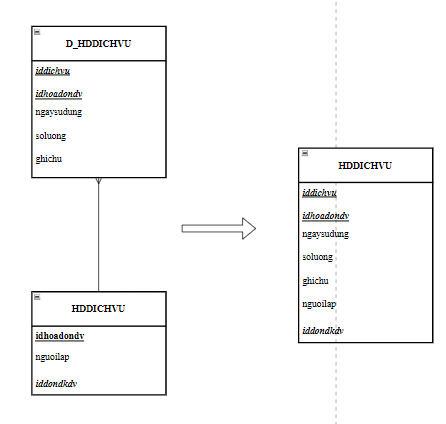 D_HDDICHVU
iddichvu
idhoadondv
ngaysudung
soluong
ghichu
HDDICHVU
idhoadondv
nguoilap
iddondkdv
HDDICHVU
iddichvu
idhoadondv
ngaysudung
soluong
ghichu
nguoilap
iddondkdv